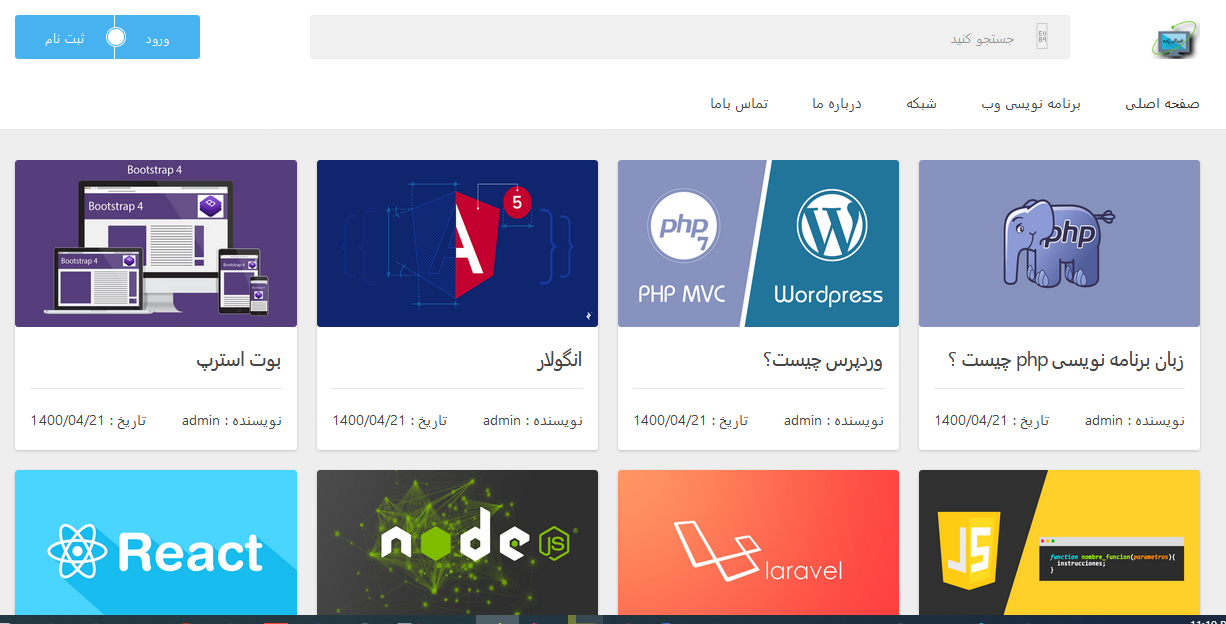 جستجو کنید
ورود
ثبت نام
صفحه اصلی
برنامه نویسی وب
شبکه
درباره ما
تماس باما
php
php 7
PHP MVC
Wordpress
5
A
Bootstrap 4
Bootstrap 4
Bootstrap 4
Bootstrap 4
زبان برنامه نویسی php چیست ؟
وردپرس چیست؟
انگولار
بوت استرپ
نویسنده : admin
تاریخ : 1400/04/21
نویسنده : admin
تاریخ : 1400/04/21
نویسنده : admin
تاریخ : 1400/04/21
نویسنده : admin
تاریخ : 1400/04/21
JS
function nombre_funcion(parametros){
instrucciones;
}
laravel
node JS
React